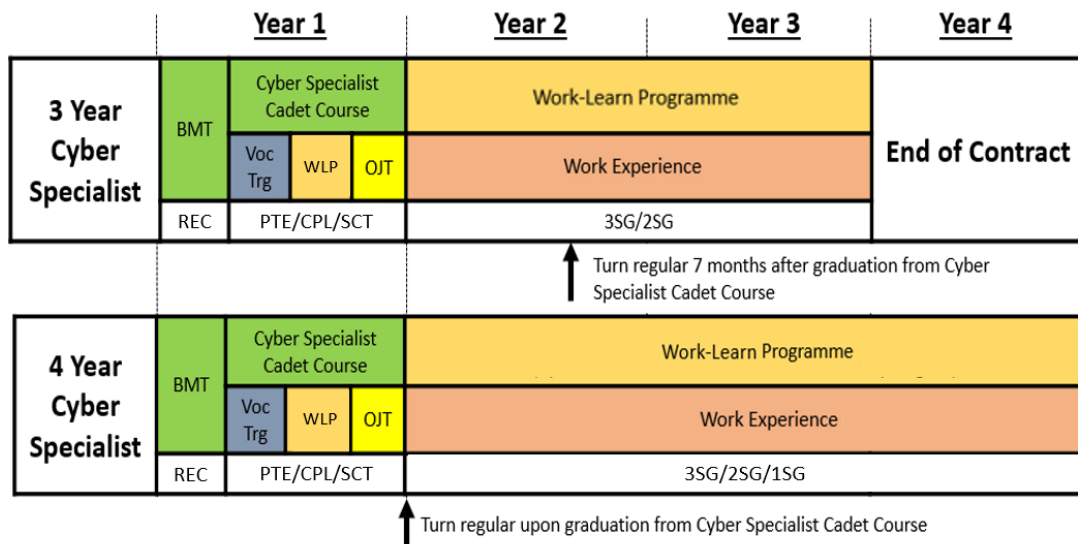 Year 1
Year 2
Year 3
Year 4
3 Year
Cyber
Specialist
BMT
Cyber Specialist
Cadet Course
Work-Learn Programme
End of Contract
Voc
Trg
WLP
OJT
Work Experience
REC
PTE/CPL/SCT
3SG/2SG
Turn regular 7 months after graduation from Cyber
Specialist Cadet Course
4 Year
Cyber
Specialist
BMT
Cyber Specialist
Cadet Course
Work-Learn Programme
Voc
Trg
WLP
OJT
Work Experience
REC
PTE/CPL/SCT
3SG/2SG/1SG
Turn regular upon graduation from Cyber Specialist Cadet Course